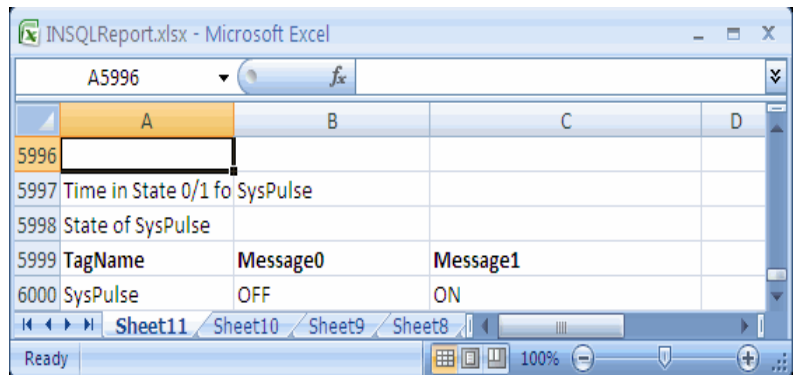 INSQLReport.xlsx - Microsoft Excel
A5996 fx
A B C D
5996
5997 Time in State 0/1 fo SysPulse
5998 State of SysPulse
5999 TagName Message0 Message1
6000 SysPulse OFF ON
Sheet11 Sheet10 Sheet9 Sheet8
Ready 100%